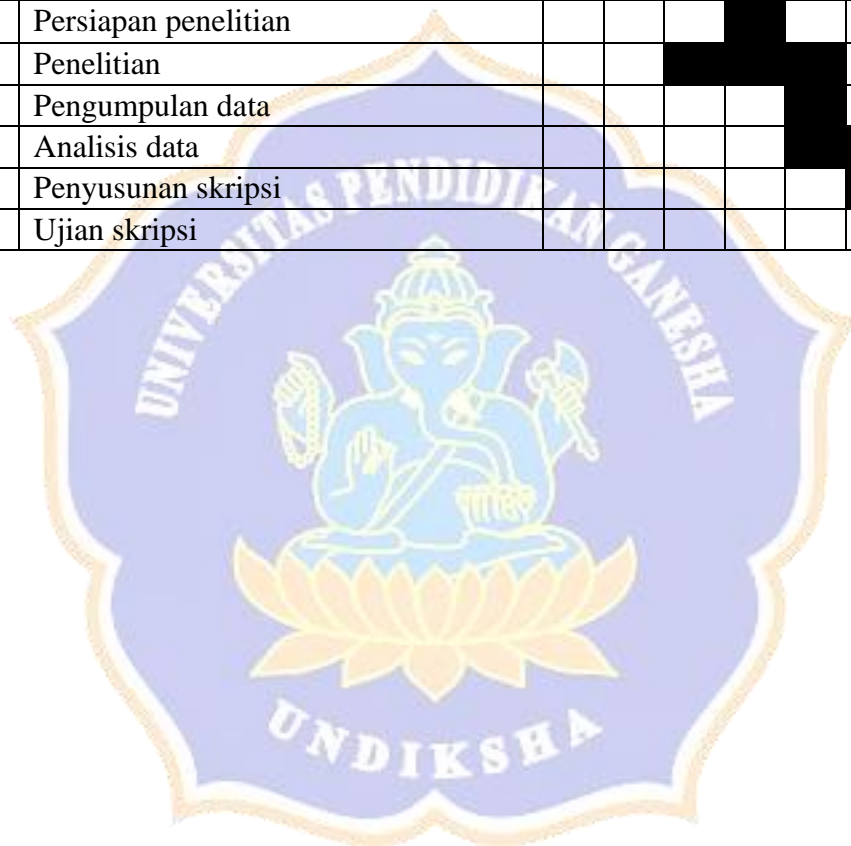 Persiapan penelitian
Penelitian
Pengumpulan data
Analisis data
Penyusunan skripsi
Ujian skripsi
UNIVERSITAS PENDIDIKAN GANESHA
UNDIKSHA